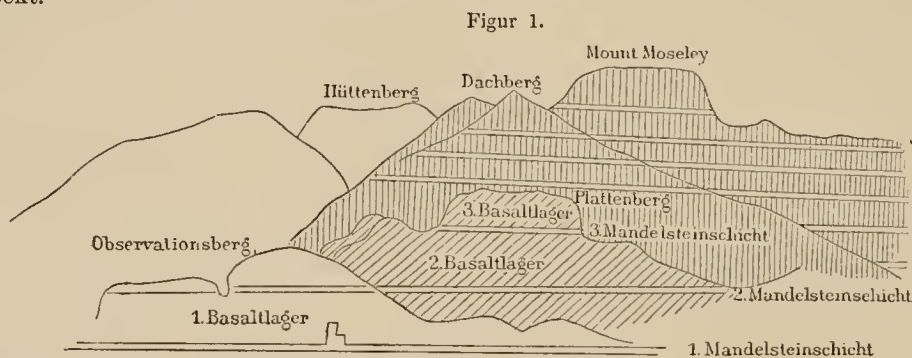 Figur 1.
Mount Moseley
Hüttenberg
Dachberg
Plattenberg
3. Basaltlager
3. Mandelsteinschicht
Observationsberg.
2. Basaltlager
2. Mandelsteinschicht
1. Basaltlager
1. Mandelsteinschicht